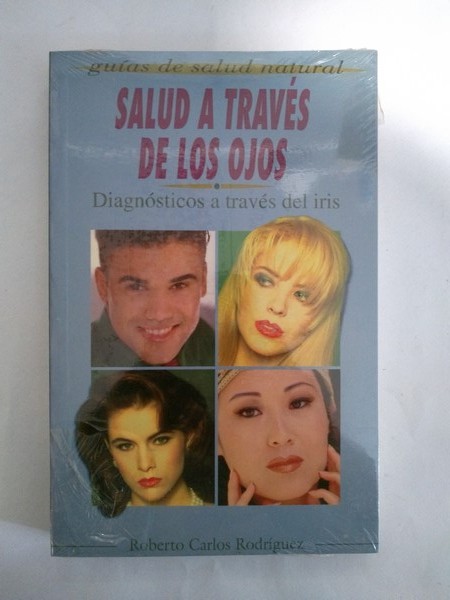 guías de salud natural
SALUD A TRAVÉS
DE LOS OJOS
Diagnósticos a través del iris
Roberto Carlos Rodríguez